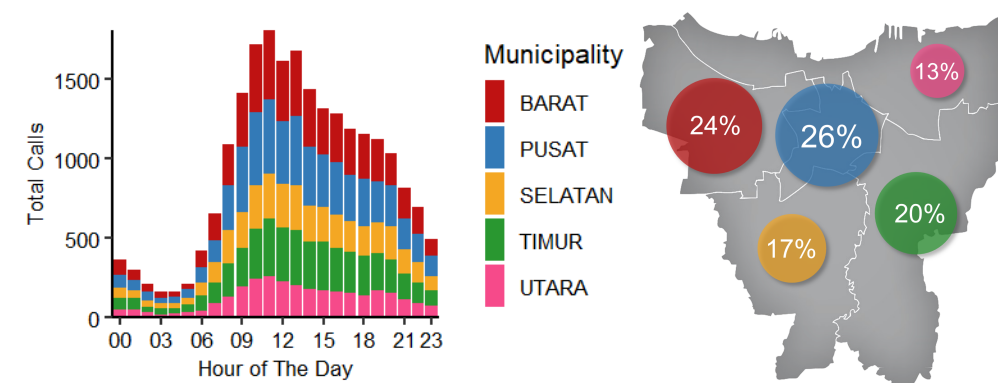 Total Calls
1500
1000
500
0
00 03 06 09 12 15 18 21 23
Hour of The Day
Municipality
BARAT
PUSAT
SELATAN
TIMUR
UTARA
13%
24%
26%
20%
17%